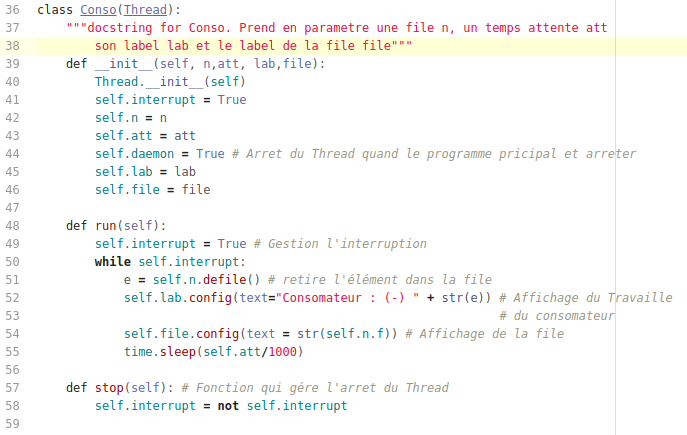 36 class Conso(Thread):
37     """docstring for Conso. Prend en parametre une file n, un temps attente att
38         son label lab et le label de la file file"""
39     def __init__(self, n,att, lab,file):
40         Thread.__init__(self)
41         self.interrupt = True
42         self.n = n
43         self.att = att
44         self.daemon = True # Arret du Thread quand le programme pricipal et arreter
45         self.lab = lab
46         self.file = file
47
48     def run(self):
49         self.interrupt = True # Gestion l'interruption
50         while self.interrupt:
51             e = self.n.defile() # retire l'élément dans la file
52             self.lab.config(text="Consomateur : (-) " + str(e)) # Affichage du Travaille
53                                                                 # du consomateur
54             self.file.config(text = str(self.n.f)) # Affichage de la file
55             time.sleep(self.att/1000)
56
57     def stop(self): # Fonction qui gére l'arret du Thread
58         self.interrupt = not self.interrupt
59